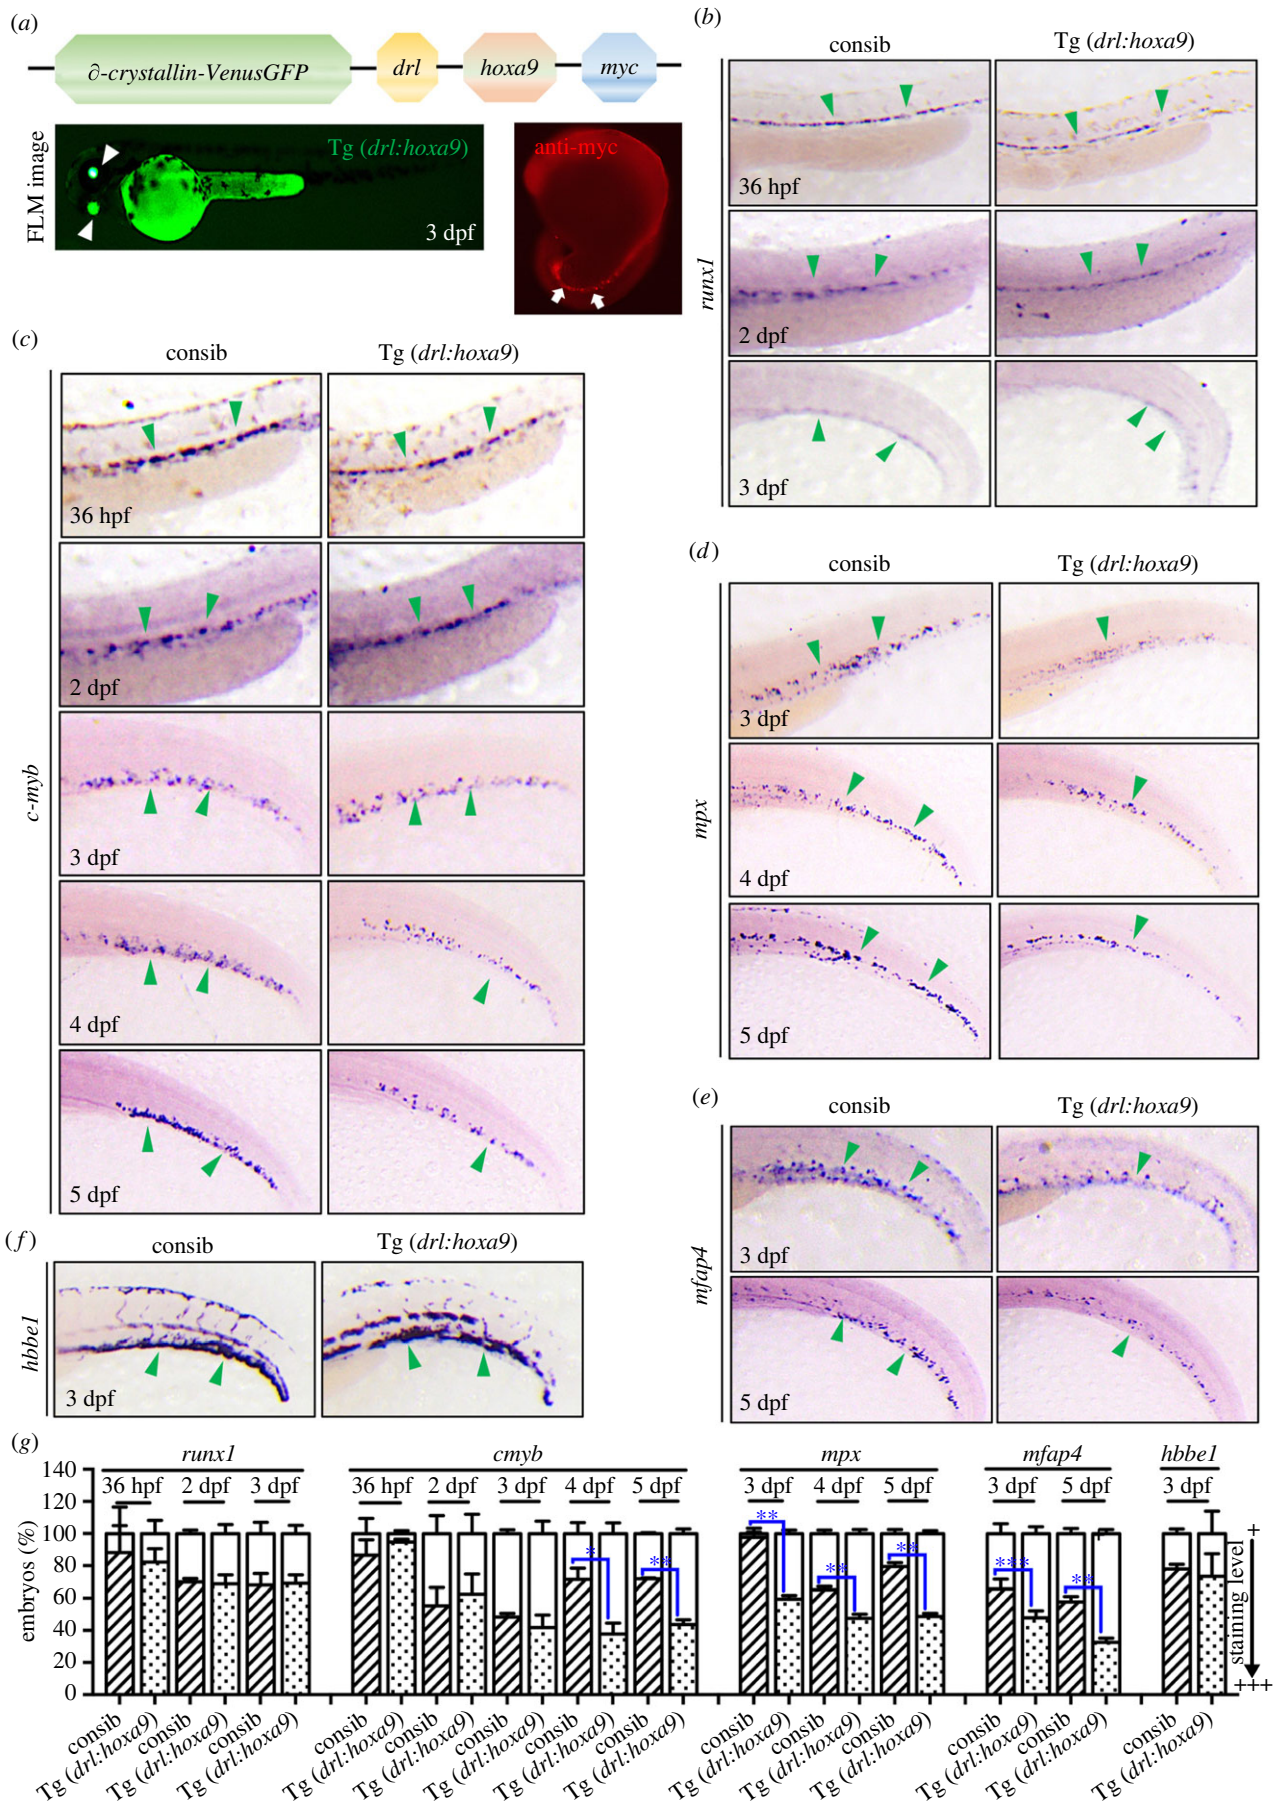 (a)
∂-crystallin-VenusGFP drl hoxa9 myc
FLM image
Tg (drl:hoxa9)
3 dpf
anti-myc
(b)
consib Tg (drl:hoxa9)
runx1
36 hpf
2 dpf
3 dpf
(c)
consib Tg (drl:hoxa9)
c-myb
36 hpf
2 dpf
3 dpf
4 dpf
5 dpf
(d)
consib Tg (drl:hoxa9)
mpx
3 dpf
4 dpf
5 dpf
(e)
consib Tg (drl:hoxa9)
mfap4
3 dpf
5 dpf
(f)
consib Tg (drl:hoxa9)
hbbe1
3 dpf
(g)
runx1 cmyb mpx mfap4 hbbe1
36 hpf 2 dpf 3 dpf 36 hpf 2 dpf 3 dpf 4 dpf 5 dpf 3 dpf 4 dpf 5 dpf 3 dpf 5 dpf 3 dpf
embryos (%)
140
120
100
80
60
40
20
0
* ** ** ** ** *** **
+
staining level
+++
consib Tg (drl:hoxa9) consib Tg (drl:hoxa9) consib Tg (drl:hoxa9) consib Tg (drl:hoxa9) consib Tg (drl:hoxa9) consib Tg (drl:hoxa9) consib Tg (drl:hoxa9) consib Tg (drl:hoxa9) consib Tg (drl:hoxa9) consib Tg (drl:hoxa9) consib Tg (drl:hoxa9) consib Tg (drl:hoxa9) consib Tg (drl:hoxa9) consib Tg (drl:hoxa9)